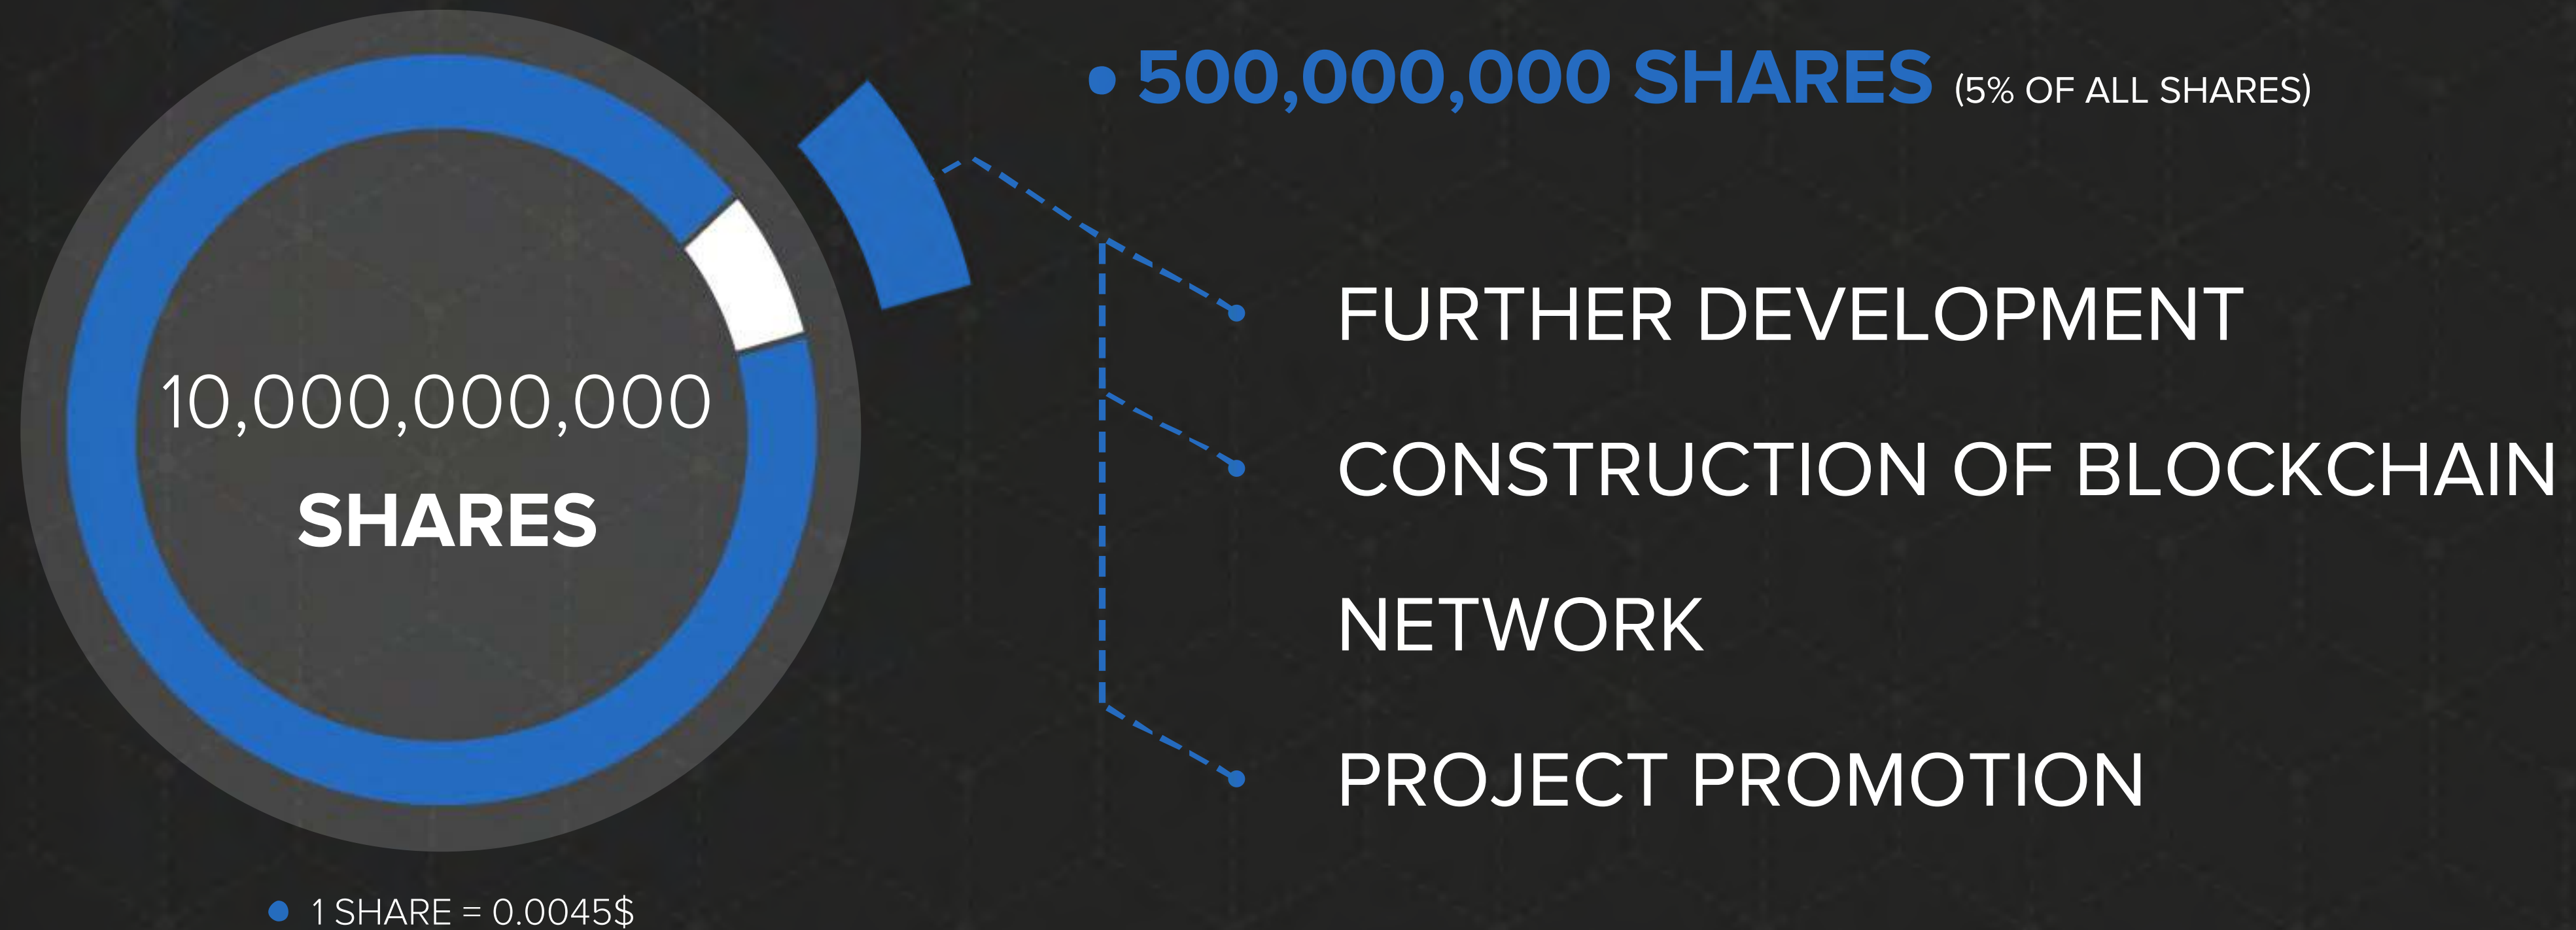 10,000,000,000
SHARES
• 1 SHARE = 0.0045$
• 500,000,000 SHARES (5% OF ALL SHARES)
FURTHER DEVELOPMENT
CONSTRUCTION OF BLOCKCHAIN
NETWORK
PROJECT PROMOTION